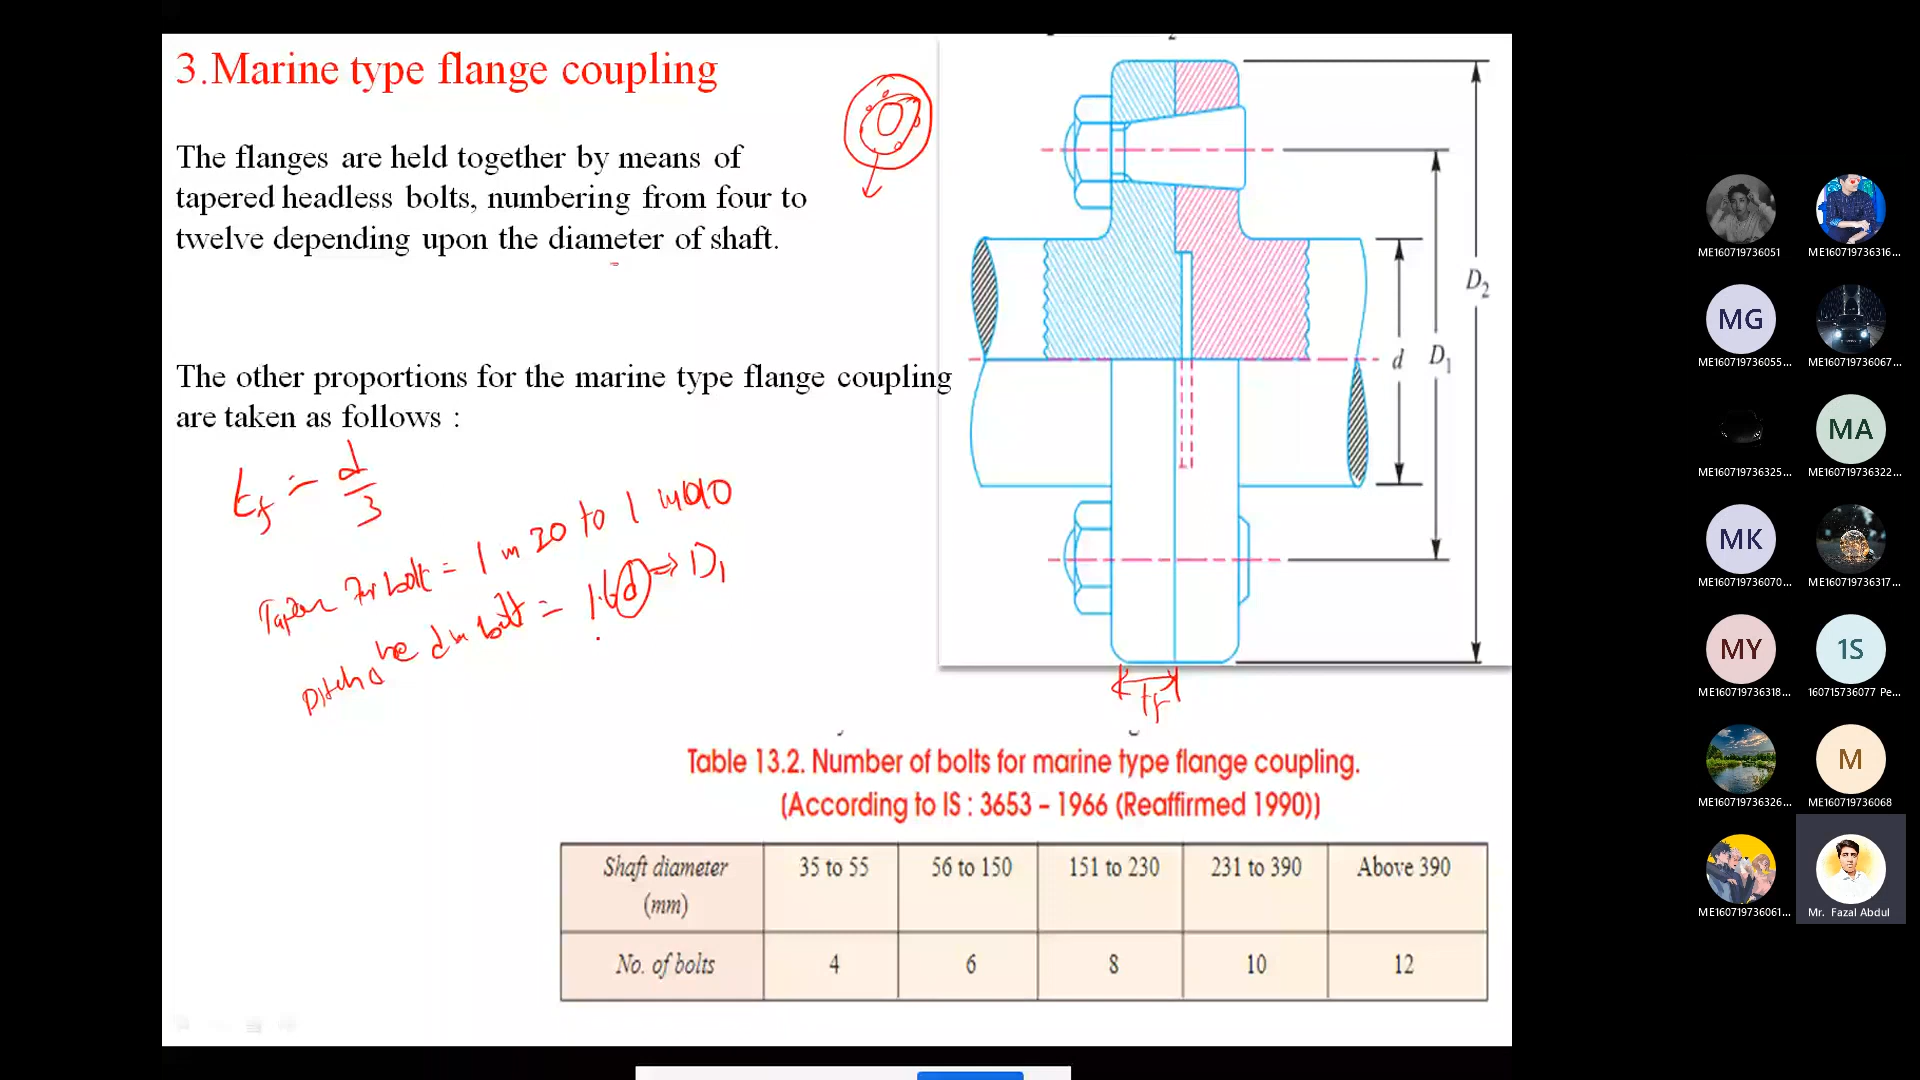 3.Marine type flange coupling
The flanges are held together by means of
tapered headless bolts, numbering from four to
twelve depending upon the diameter of shaft.
The other proportions for the marine type flange coupling
are taken as follows :
tf = d/3
Taper for bolt = 1 in 20 to 1 in 40
Pitch circle dia bolt = 1.6d ⇒ D1
D2
d
D1
tf
Table 13.2. Number of bolts for marine type flange coupling.
(According to IS : 3653 – 1966 (Reaffirmed 1990))
Shaft diameter (mm) 35 to 55 56 to 150 151 to 230 231 to 390 Above 390
No. of bolts 4 6 8 10 12
ME160719736051
ME160719736316...
MG
ME160719736055...
ME160719736067...
ME160719736325...
MA
ME160719736322...
MK
ME160719736070...
ME160719736317...
MY
ME160719736318...
1S
160715736077 Pe...
ME160719736326...
M
ME160719736068
ME160719736061...
Mr. Fazal Abdul